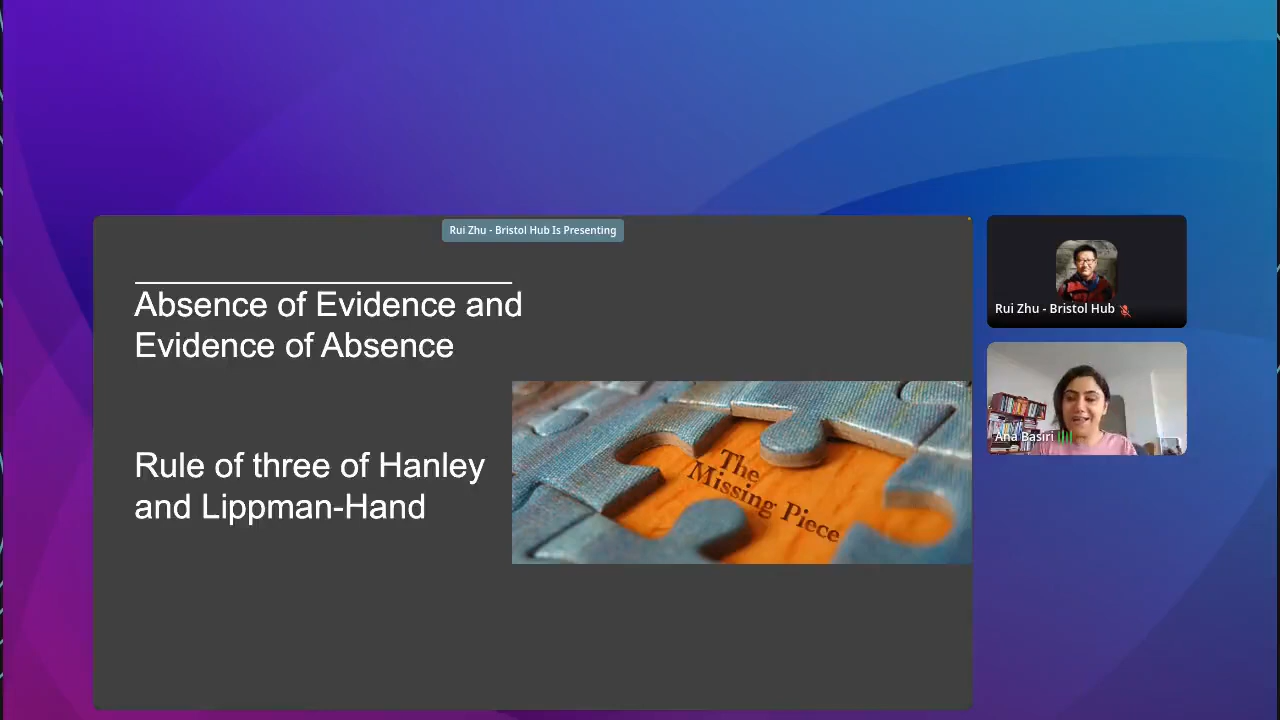 Rui Zhu - Bristol Hub Is Presenting
Absence of Evidence and
Evidence of Absence
Rule of three of Hanley
and Lippman-Hand
The
Missing Piece
Rui Zhu - Bristol Hub
Ana Basiri